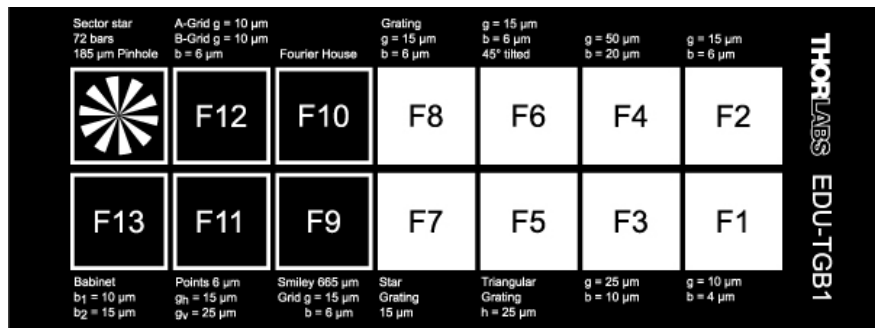 Sector star
72 bars
185 µm Pinhole
A-Grid g = 10 µm
B-Grid g = 10 µm
b = 6 µm
Fourier House
Grating
g = 15 µm
b = 6 µm
g = 15 µm
b = 6 µm
45° tilted
g = 50 µm
b = 20 µm
g = 15 µm
b = 6 µm
F12
F10
F8
F6
F4
F2
F13
F11
F9
F7
F5
F3
F1
Babinet
b1 = 10 µm
b2 = 15 µm
Points 6 µm
gh = 15 µm
gv = 25 µm
Smiley 665 µm
Grid g = 15 µm
b = 6 µm
Star
Grating
15 µm
Triangular
Grating
h = 25 µm
g = 25 µm
b = 10 µm
g = 10 µm
b = 4 µm
THORLABS EDU-TGB1